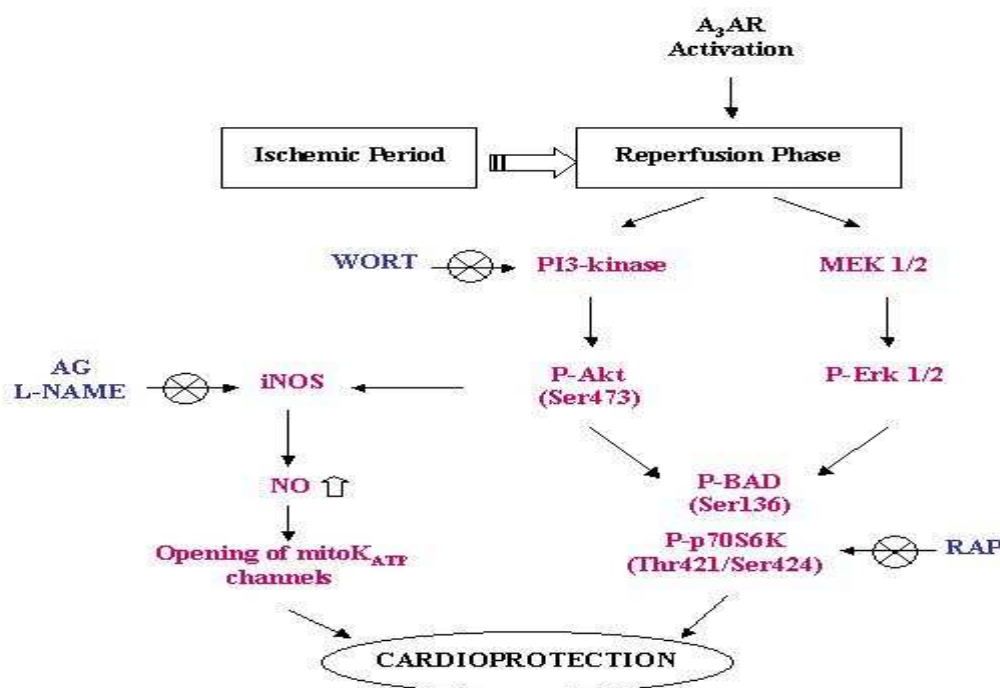 A₃AR
Activation
Ischemic Period
Reperfusion Phase
WORT
PI3-kinase
MEK 1/2
AG
L-NAME
iNOS
P-Akt
(Ser473)
P-Erk 1/2
NO
P-BAD
(Ser136)
Opening of mitoK_ATP
channels
P-p70S6K
(Thr421/Ser424)
RAP
CARDIOPROTECTION